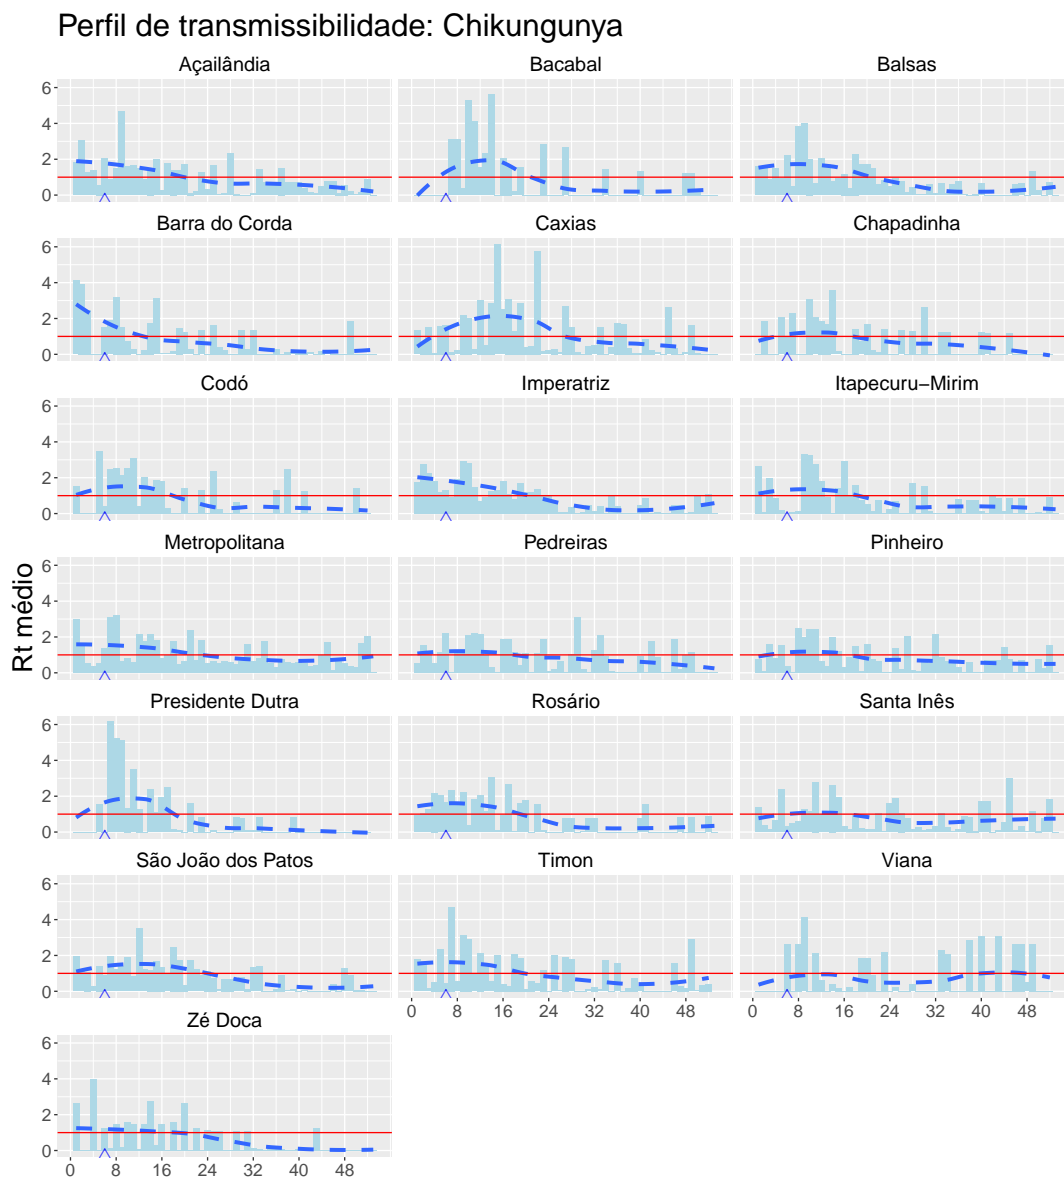 Perfil de transmissibilidade: Chikungunya
Açailândia Bacabal Balsas
6
4
2
0
Barra do Corda Caxias Chapadinha
6
4
2
0
Codó Imperatriz Itapecuru−Mirim
6
4
2
0
Metropolitana Pedreiras Pinheiro
6
4
2
0
Rt médio
Presidente Dutra Rosário Santa Inês
6
4
2
0
São João dos Patos Timon Viana
6
4
2
0
0 8 16 24 32 40 48 0 8 16 24 32 40 48
Zé Doca
6
4
2
0
0 8 16 24 32 40 48